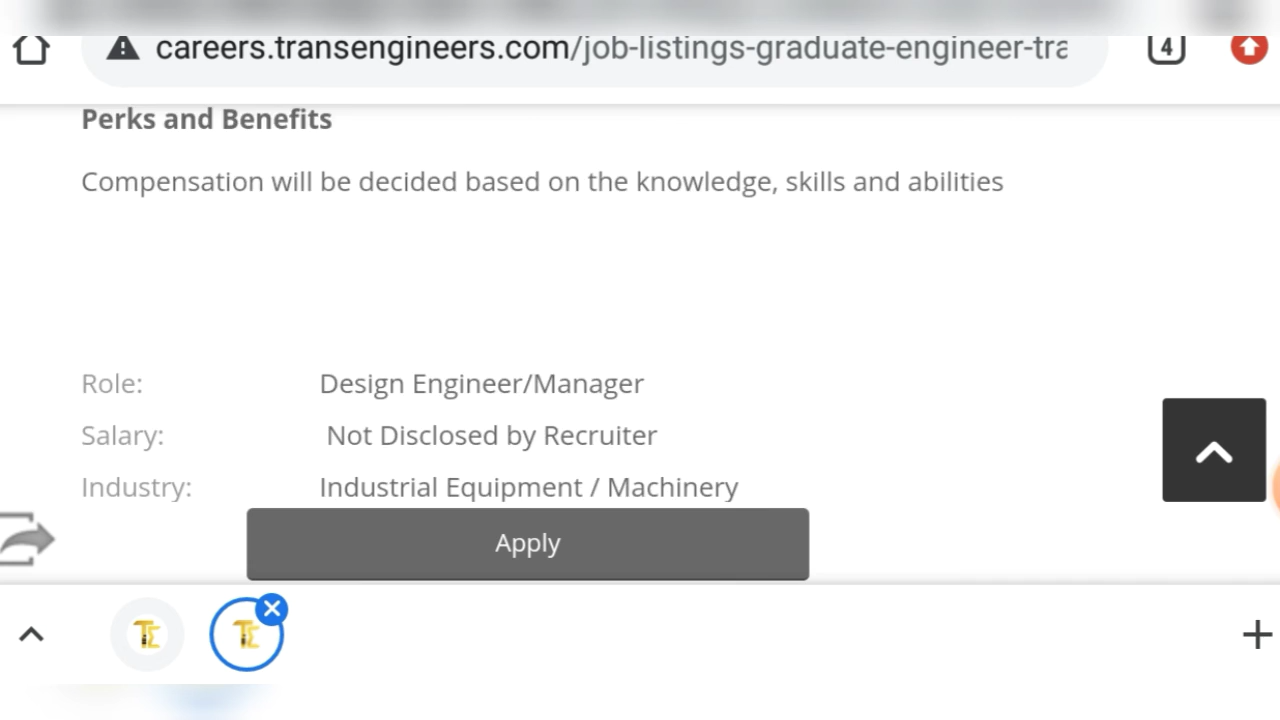 careers.transengineers.com/job-listings-graduate-engineer-tra
4
Perks and Benefits
Compensation will be decided based on the knowledge, skills and abilities
Role: Design Engineer/Manager
Salary: Not Disclosed by Recruiter
Industry: Industrial Equipment / Machinery
Apply